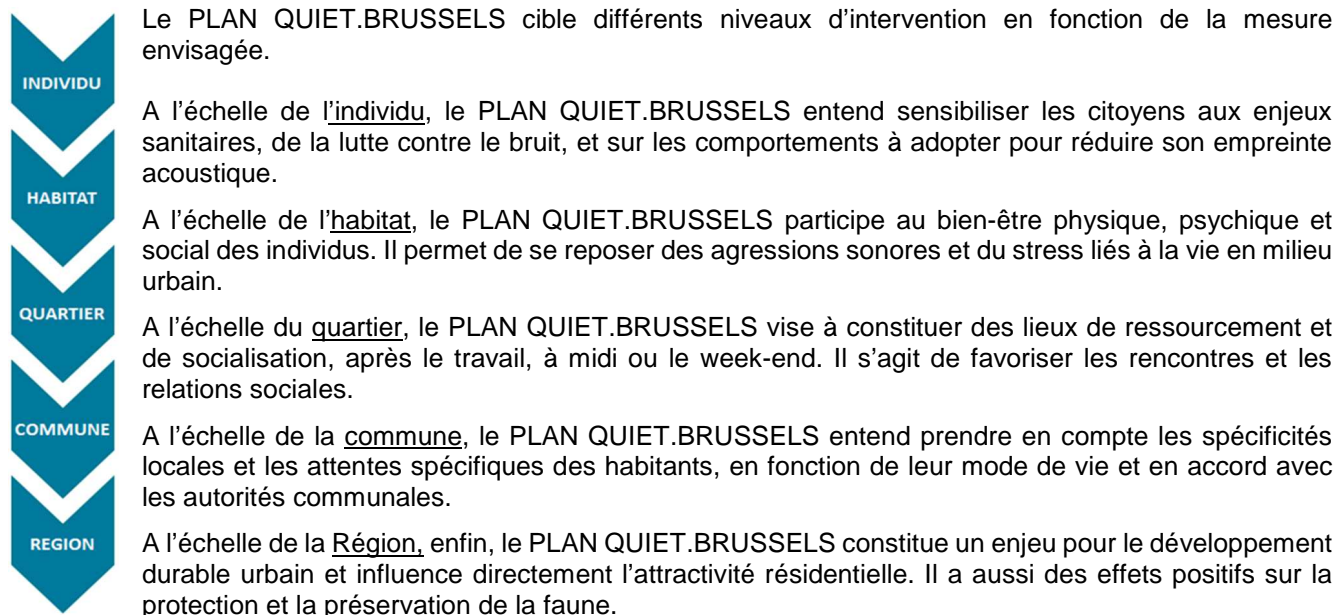 Le PLAN QUIET.BRUSSELS cible différents niveaux d’intervention en fonction de la mesure
envisagée.
INDIVIDU
A l’échelle de l’individu, le PLAN QUIET.BRUSSELS entend sensibiliser les citoyens aux enjeux
sanitaires, de la lutte contre le bruit, et sur les comportements à adopter pour réduire son empreinte
acoustique.
HABITAT
A l’échelle de l’habitat, le PLAN QUIET.BRUSSELS participe au bien-être physique, psychique et
social des individus. Il permet de se reposer des agressions sonores et du stress liés à la vie en milieu
urbain.
QUARTIER
A l’échelle du quartier, le PLAN QUIET.BRUSSELS vise à constituer des lieux de ressourcement et
de socialisation, après le travail, à midi ou le week-end. Il s’agit de favoriser les rencontres et les
relations sociales.
COMMUNE
A l’échelle de la commune, le PLAN QUIET.BRUSSELS entend prendre en compte les spécificités
locales et les attentes spécifiques des habitants, en fonction de leur mode de vie et en accord avec
les autorités communales.
REGION
A l’échelle de la Région, enfin, le PLAN QUIET.BRUSSELS constitue un enjeu pour le développement
durable urbain et influence directement l’attractivité résidentielle. Il a aussi des effets positifs sur la
protection et la préservation de la faune.